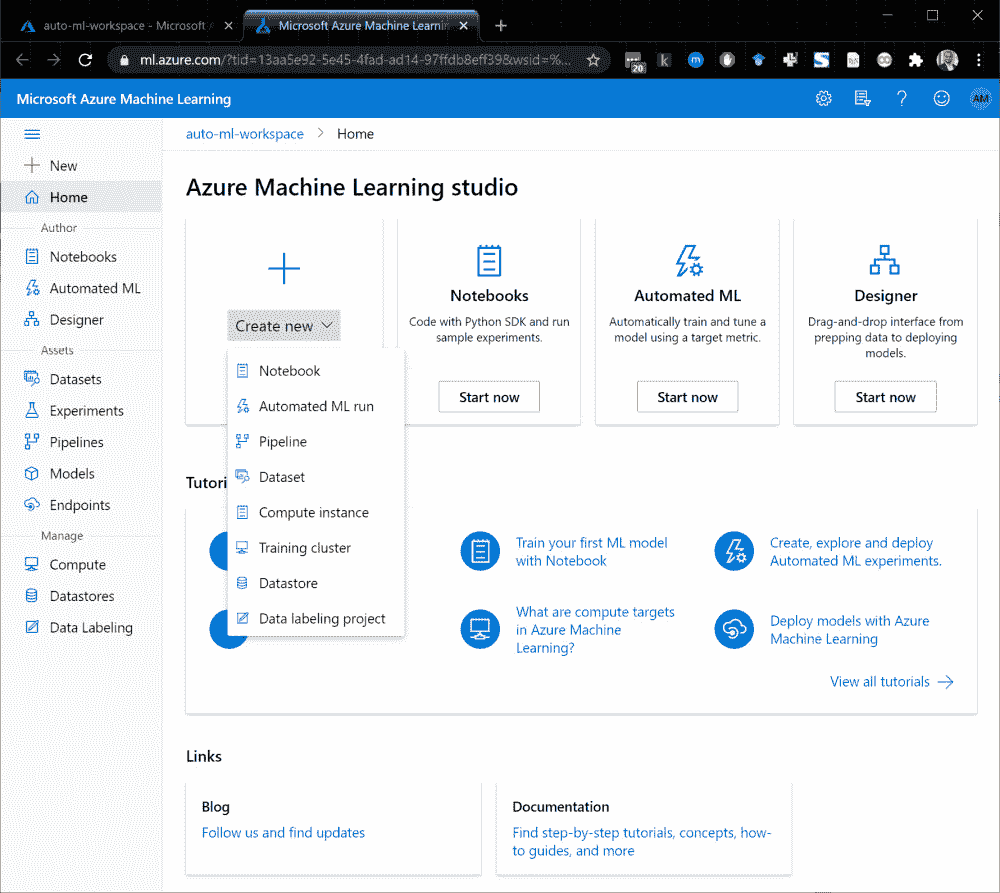 auto-ml-workspace - Microsoft
Microsoft Azure Machine Learnin
ml.azure.com/?tid=13aa5e92-5e45-4fad-ad14-97ffdb8eff39&wsid=%...
20
k
m
Microsoft Azure Machine Learning
AM
auto-ml-workspace > Home
New
Home
Author
Notebooks
Automated ML
Designer
Assets
Datasets
Experiments
Pipelines
Models
Endpoints
Manage
Compute
Datastores
Data Labeling
Azure Machine Learning studio
Create new
Notebook
Automated ML run
Pipeline
Dataset
Compute instance
Training cluster
Datastore
Data labeling project
Notebooks
Code with Python SDK and run
sample experiments.
Start now
Automated ML
Automatically train and tune a
model using a target metric.
Start now
Designer
Drag-and-drop interface from
prepping data to deploying
models.
Start now
Tutori
Train your first ML model
with Notebook
Create, explore and deploy
Automated ML experiments.
What are compute targets
in Azure Machine
Learning?
Deploy models with Azure
Machine Learning
View all tutorials
Links
Blog
Follow us and find updates
Documentation
Find step-by-step tutorials, concepts, how-
to guides, and more